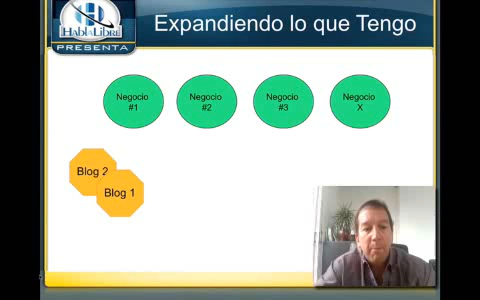 Expandiendo lo que Tengo
HablaLibre
PRESENTA
Negocio
#1
Negocio
#2
Negocio
#3
Negocio
X
Blog 2
Blog 1